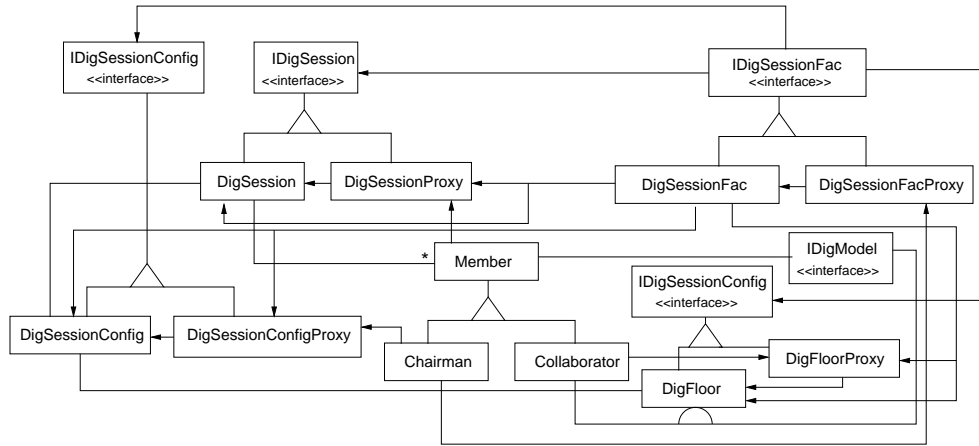 IDigSessionConfig
<<interface>>
IDigSession
<<interface>>
IDigSessionFac
<<interface>>
DigSession
DigSessionProxy
DigSessionFac
DigSessionFacProxy
*
Member
IDigModel
<<interface>>
IDigSessionConfig
<<interface>>
DigSessionConfig
DigSessionConfigProxy
Chairman
Collaborator
DigFloorProxy
DigFloor